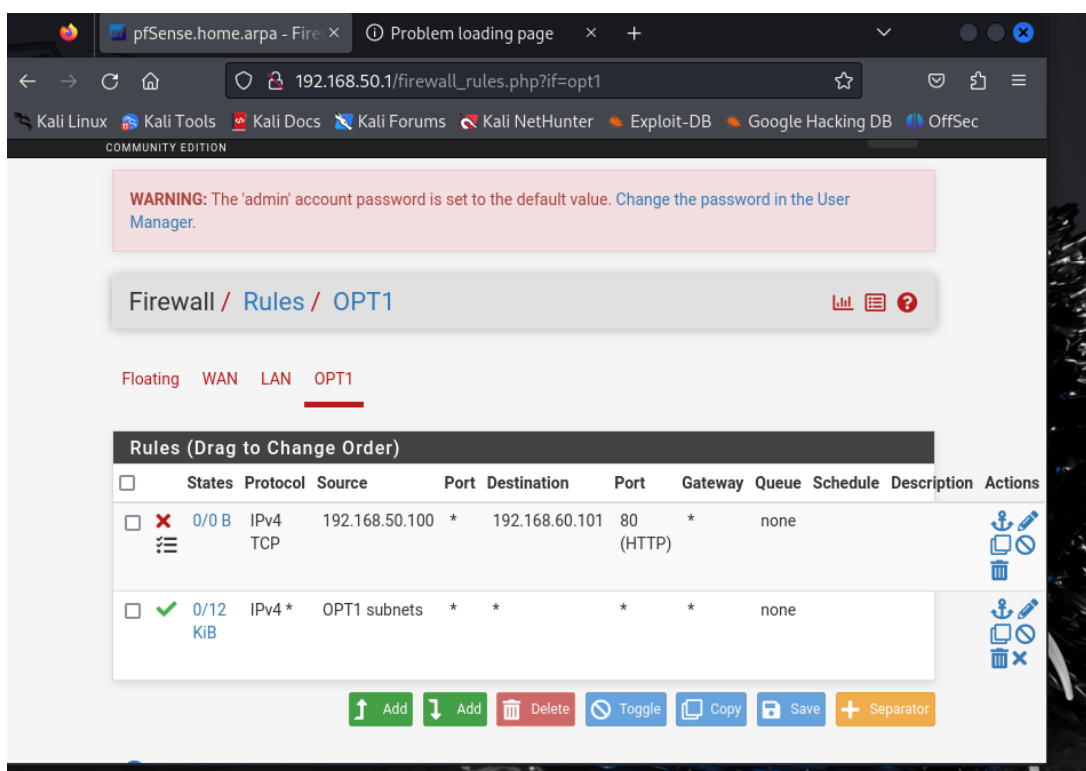 pfSense.home.arpa - Fire
Problem loading page
192.168.50.1/firewall_rules.php?if=opt1
Kali Linux Kali Tools Kali Docs Kali Forums Kali NetHunter Exploit-DB Google Hacking DB OffSec
COMMUNITY EDITION
WARNING: The 'admin' account password is set to the default value. Change the password in the User
Manager.
Firewall / Rules / OPT1
Floating WAN LAN OPT1
Rules (Drag to Change Order)
States Protocol Source Port Destination Port Gateway Queue Schedule Description Actions
0/0 B IPv4 192.168.50.100 * 192.168.60.101 80 * none
TCP (HTTP)
0/12 IPv4 * OPT1 subnets * * * * none
KiB
Add Add Delete Toggle Copy Save Separator